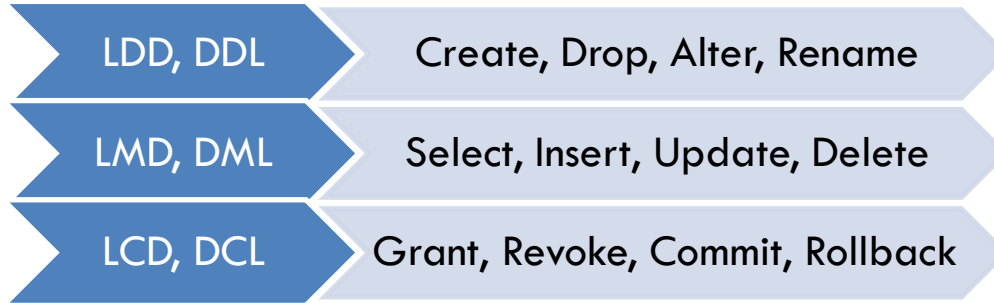 LDD, DDL
Create, Drop, Alter, Rename
LMD, DML
Select, Insert, Update, Delete
LCD, DCL
Grant, Revoke, Commit, Rollback